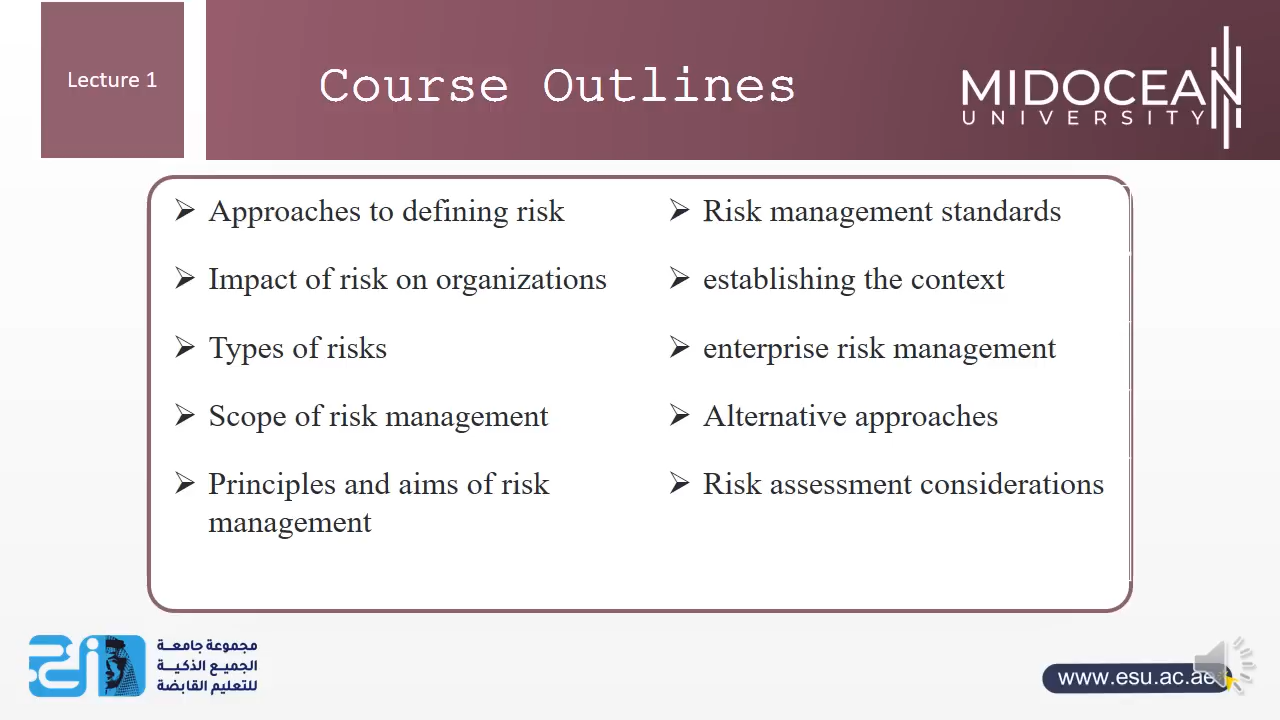 Lecture 1
Course Outlines
MIDOCEAN
UNIVERSITY
Approaches to defining risk
Impact of risk on organizations
Types of risks
Scope of risk management
Principles and aims of risk
management
Risk management standards
establishing the context
enterprise risk management
Alternative approaches
Risk assessment considerations
مجموعة جامعة
الجميع الذكية
للتعليم القابضة
www.esu.ac.ae